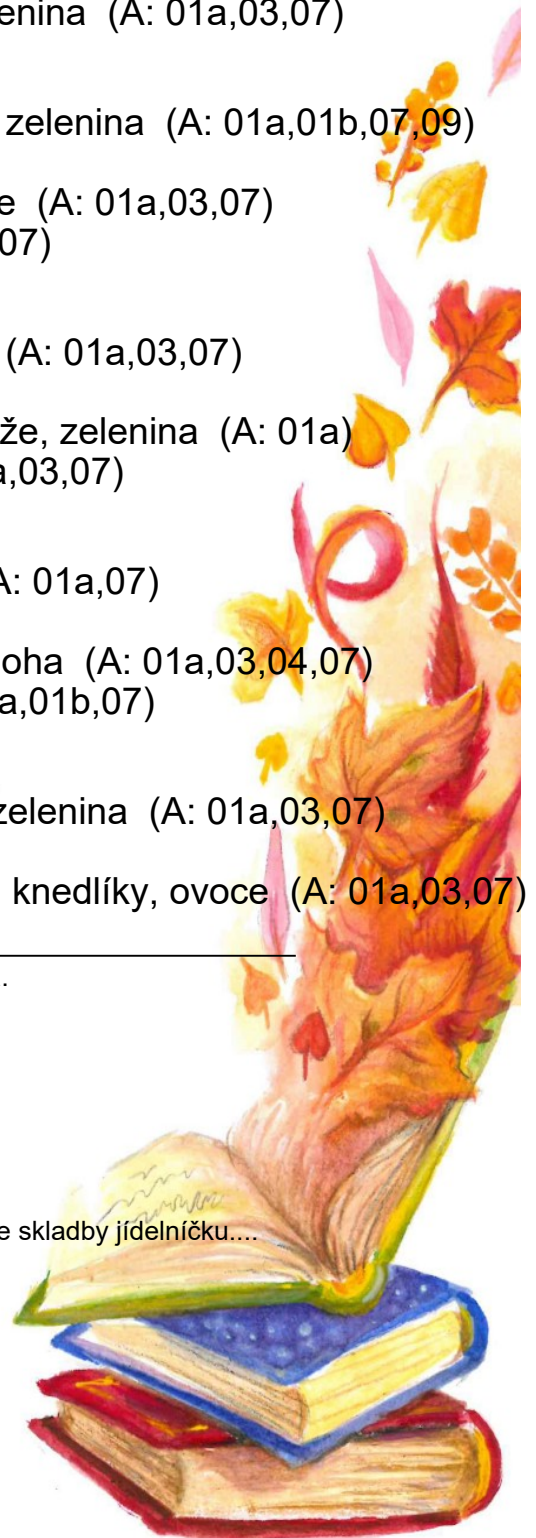 enina (A: 01a,03,07)
zelenina (A: 01a,01b,07,09)
e (A: 01a,03,07)
07)
(A: 01a,03,07)
že, zelenina (A: 01a)
a,03,07)
A: 01a,07)
oha (A: 01a,03,04,07)
a,01b,07)
zelenina (A: 01a,03,07)
knedlíky, ovoce (A: 01a,03,07)
.
e skladby jídelníčku....